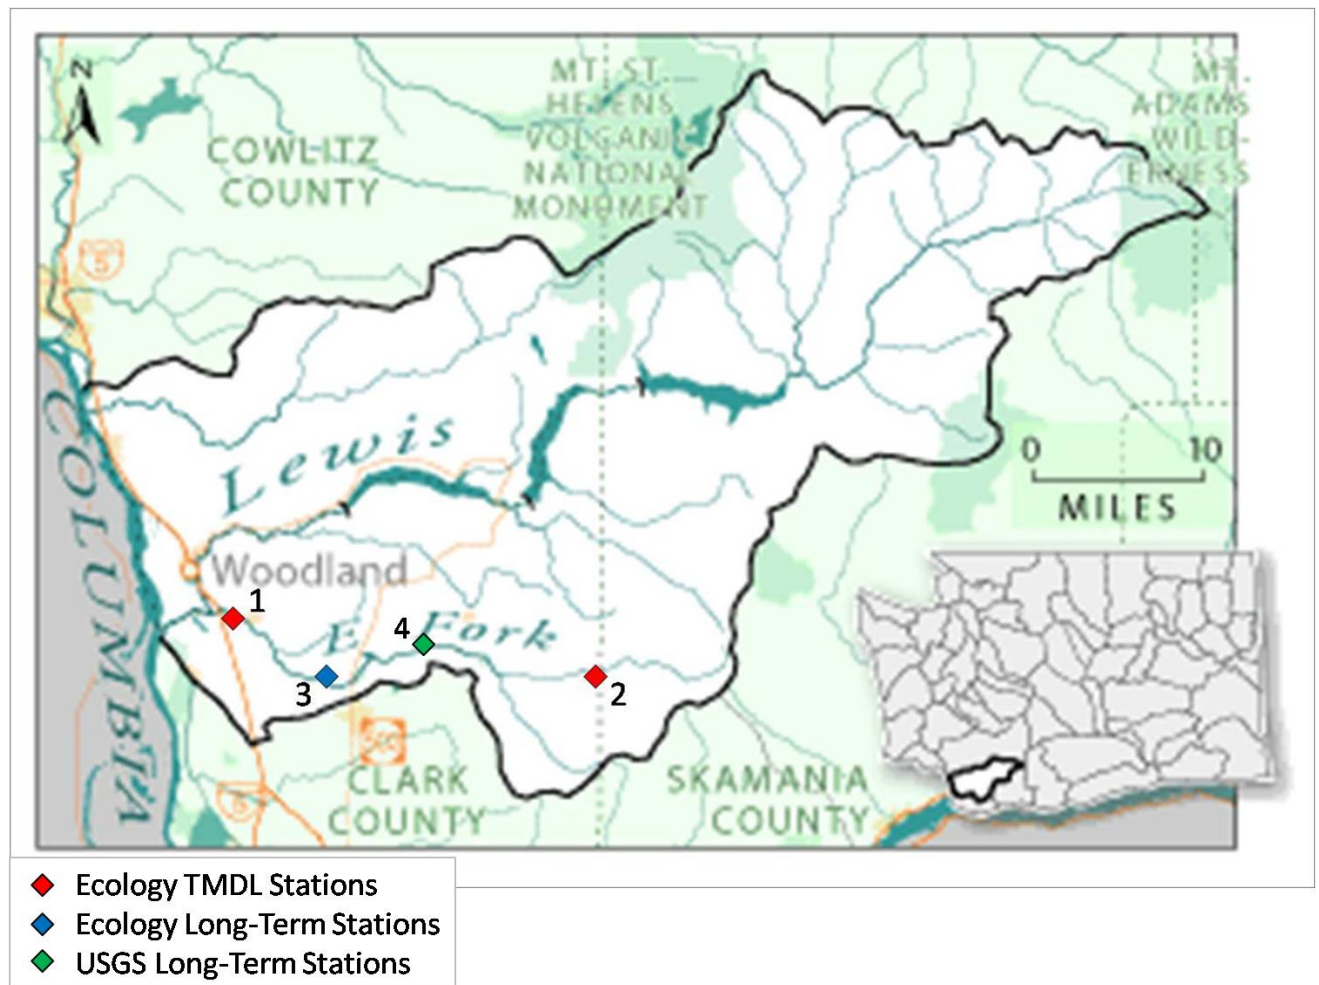 N
MT. ST.
HELENS
VOLCANIC
NATIONAL
MONUMENT
MT.
ADAMS
WILD-
ERNESS
COWLITZ
COUNTY
5
Lewis
COLUMBIA
0 10
MILES
Woodland
1
E Fork
4
3
2
CLARK
COUNTY
SKAMANIA
COUNTY
5
Ecology TMDL Stations
Ecology Long-Term Stations
USGS Long-Term Stations